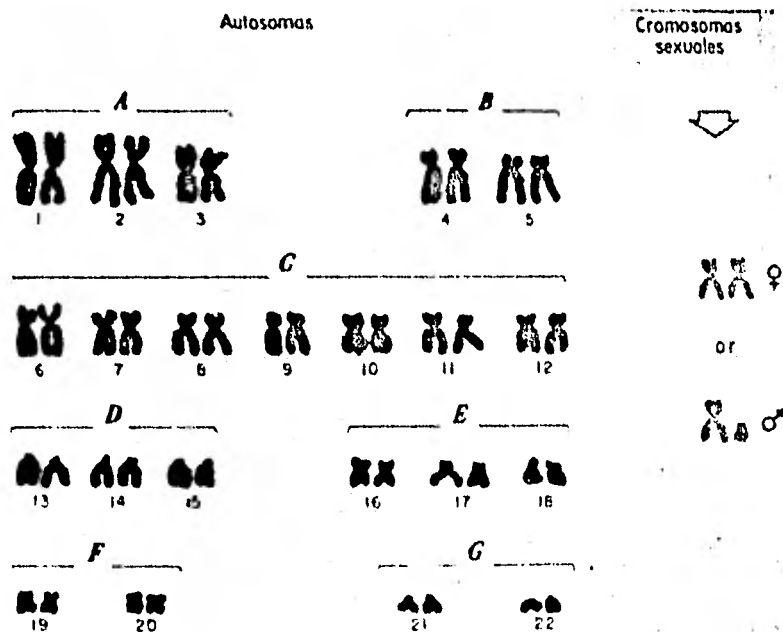 Autosomas
Cromosomas
sexuales
A B
1 2 3 4 5
C
♀
6 7 8 9 10 11 12
or
D E
♂
13 14 15 16 17 18
F G
19 20 21 22